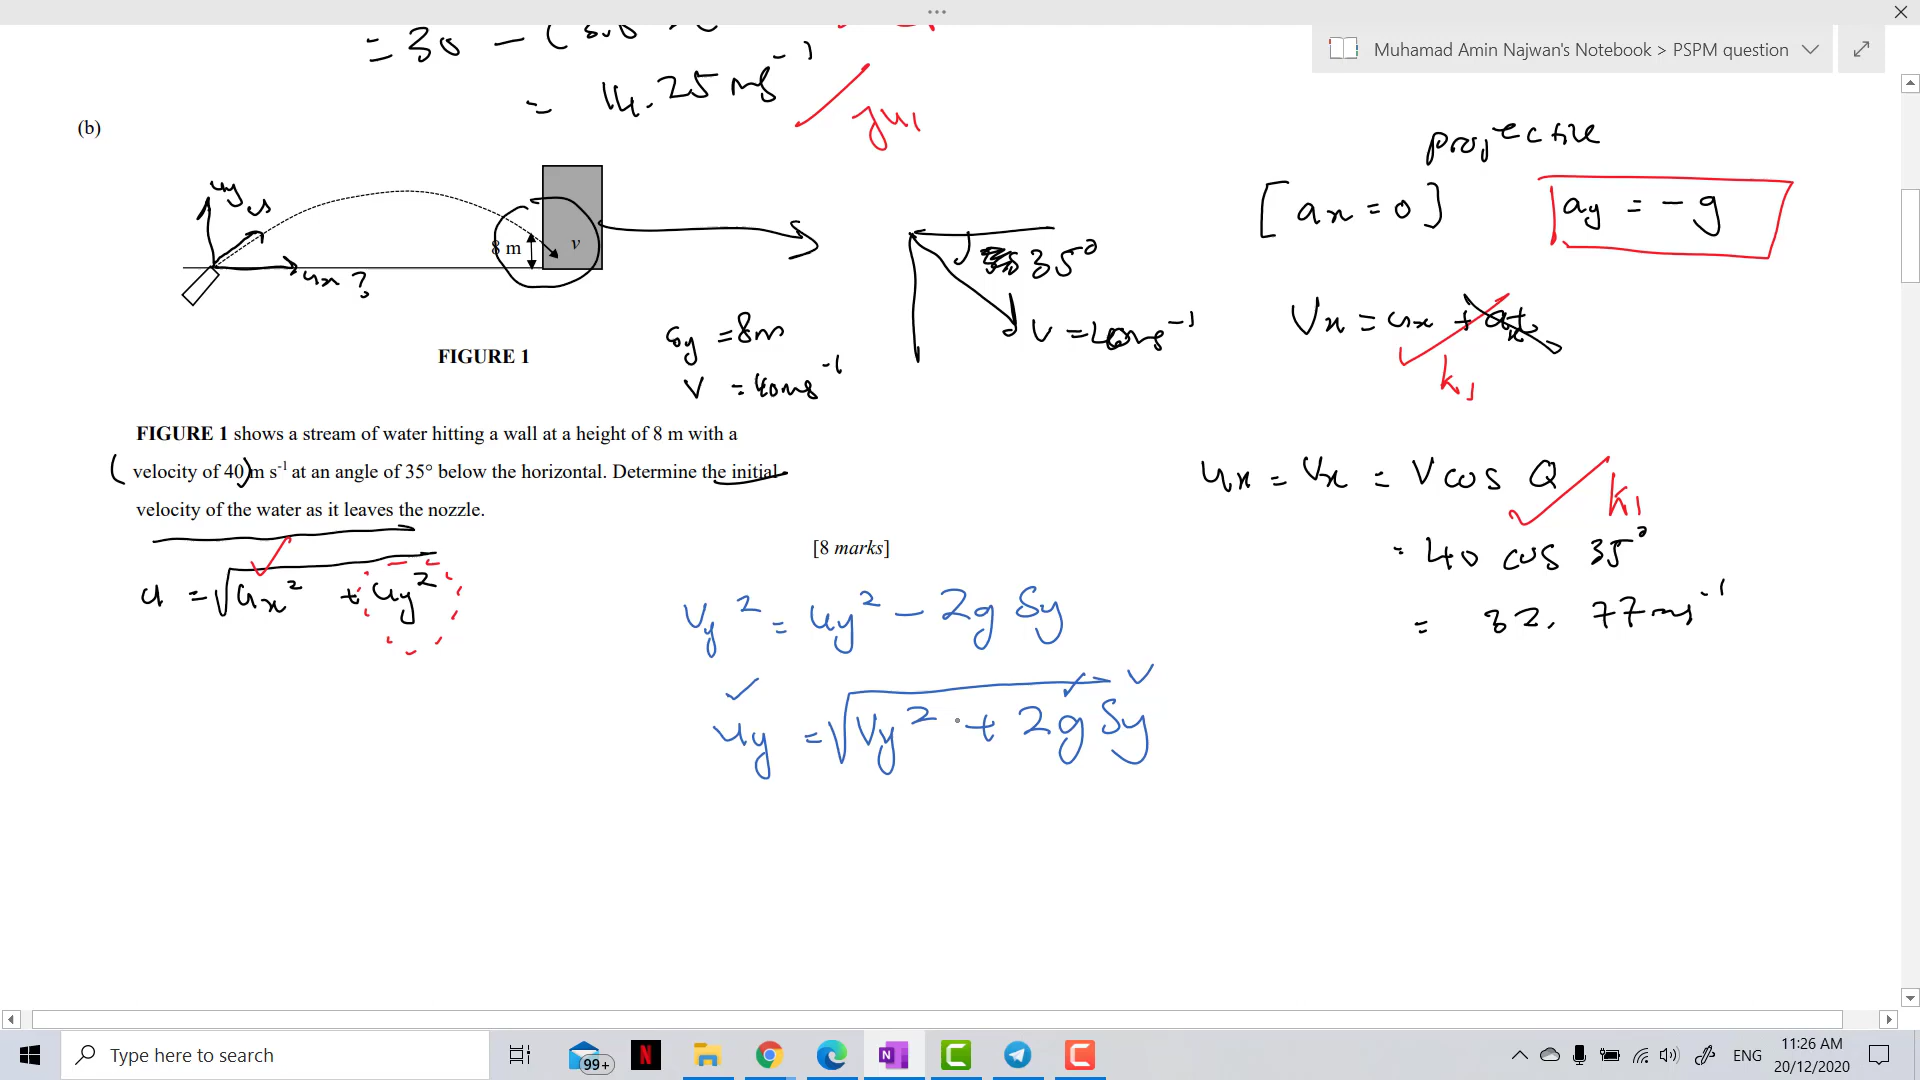 Muhamad Amin Najwan's Notebook > PSPM question
= 30 -
= 14.25 ms⁻¹
gu1
(b)
projectile
[ax = 0]
ay = -g
uy
us
ux ?
8 m
v
35°
v = 40ms⁻¹
sy = 8m
v = 40ms⁻¹
FIGURE 1
Vx = ux + axt
k1
FIGURE 1 shows a stream of water hitting a wall at a height of 8 m with a
(velocity of 40) m s⁻¹ at an angle of 35° below the horizontal. Determine the initial
velocity of the water as it leaves the nozzle.
[8 marks]
ux = Vx = V cos Q
k1
= 40 cos 35°
= 32.77 ms⁻¹
u = √ux² + uy²
Vy² = uy² - 2g Sy
uy = √Vy² + 2g Sy
Type here to search
99+
N
ENG
11:26 AM
20/12/2020